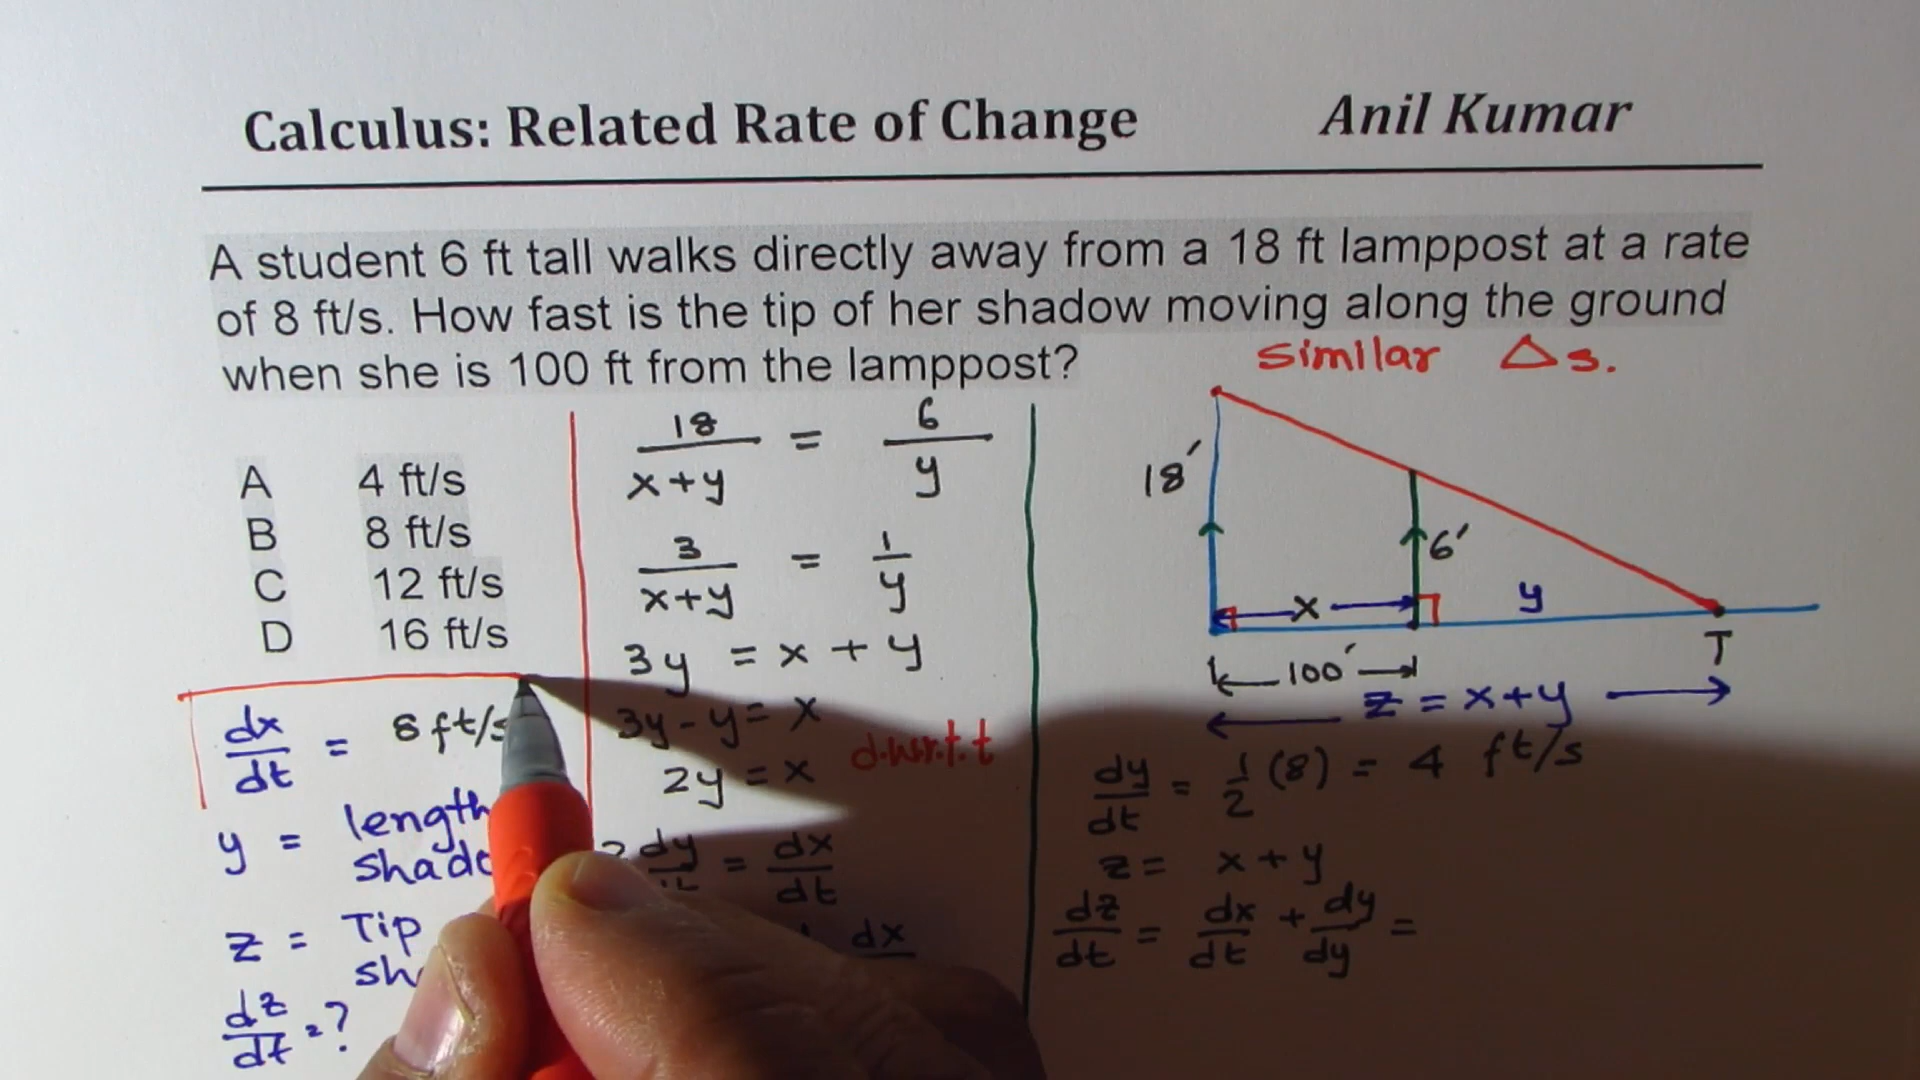 Calculus: Related Rate of Change Anil Kumar
A student 6 ft tall walks directly away from a 18 ft lamppost at a rate
of 8 ft/s. How fast is the tip of her shadow moving along the ground
when she is 100 ft from the lamppost?
Similar Δs.
A 4 ft/s
B 8 ft/s
C 12 ft/s
D 16 ft/s
dx/dt = 8 ft/s
y = length
z = Tip
dz/dt = ?
18/x+y = 6/y
3/x+y = 1/y
3y = x + y
3y - y = x
2y = x d.w.r.t. t
dy = dx/dt
dx
18'
6'
x y
T
100'
z = x+y
dy/dt = 1/2 (8) = 4 ft/s
z = x + y
dz/dt = dx/dt + dy/dy =